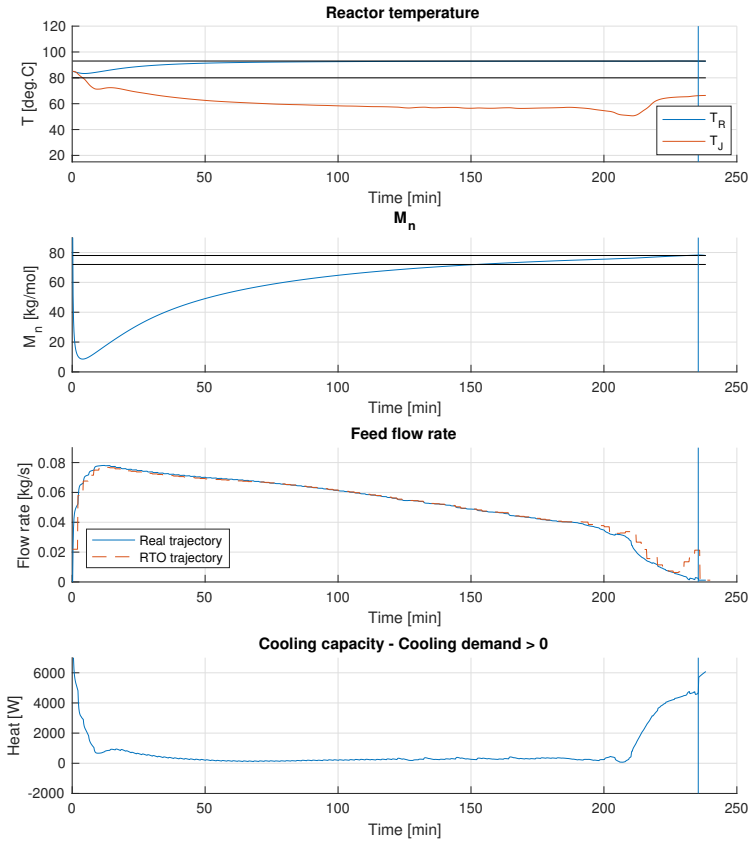 Reactor temperature
120
100
80
60
40
20
T [deg.C]
T_R
T_J
0 50 100 150 200 250
Time [min]
M_n
80
60
40
20
0
M_n [kg/mol]
0 50 100 150 200 250
Time [min]
Feed flow rate
0.08
0.06
0.04
0.02
0
Flow rate [kg/s]
Real trajectory
RTO trajectory
0 50 100 150 200 250
Time [min]
Cooling capacity - Cooling demand > 0
6000
4000
2000
0
-2000
Heat [W]
0 50 100 150 200 250
Time [min]